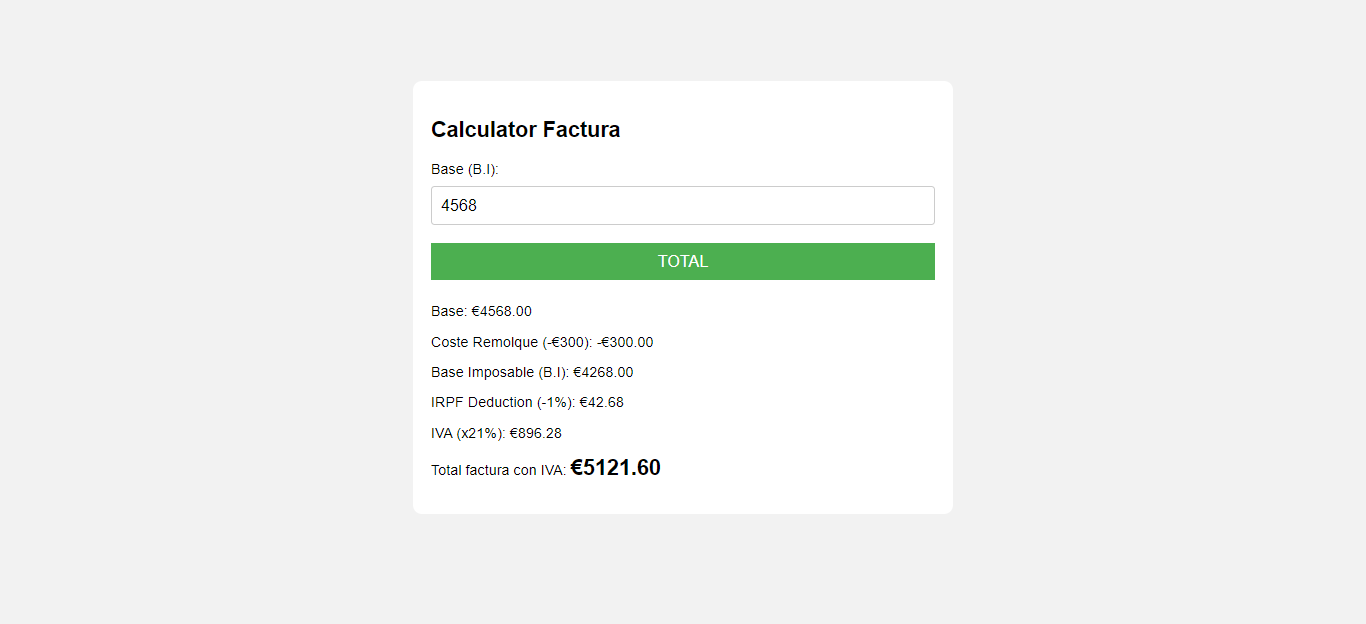 Calculator Factura
Base (B.I):
4568
TOTAL
Base: €4568.00
Coste Remolque (-€300): -€300.00
Base Imposable (B.I): €4268.00
IRPF Deduction (-1%): €42.68
IVA (x21%): €896.28
Total factura con IVA: €5121.60